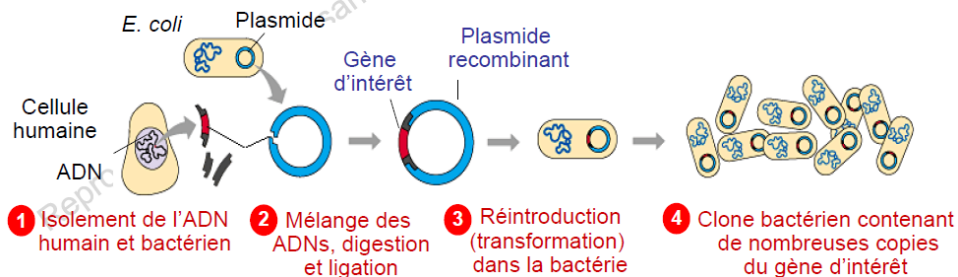 E. coli
Plasmide
Cellule
humaine
ADN
Gène
d'intérêt
Plasmide
recombinant
1 Isolement de l'ADN
humain et bactérien
2 Mélange des
ADNs, digestion
et ligation
3 Réintroduction
(transformation)
dans la bactérie
4 Clone bactérien contenant
de nombreuses copies
du gène d'intérêt